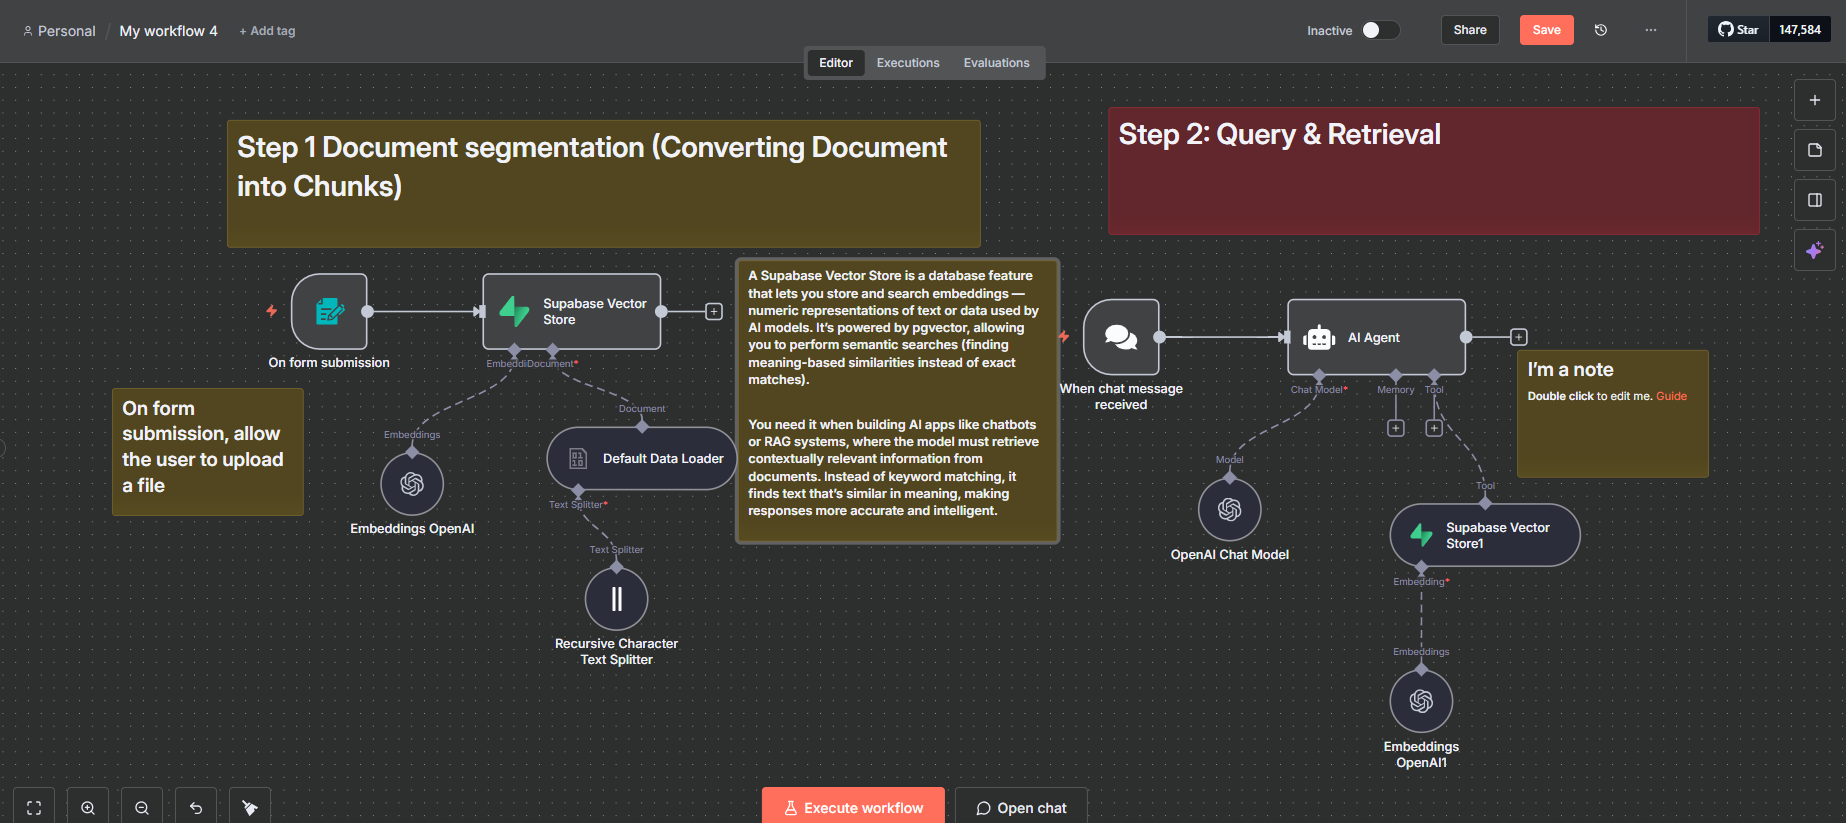 Personal / My workflow 4 + Add tag
Inactive
Share
Save
...
Star 147,584
Editor Executions Evaluations
Step 1 Document segmentation (Converting Document
into Chunks)
On form submission
Supabase Vector
Store
Embeddi
Document*
On form
submission, allow
the user to upload
a file
Embeddings
Embeddings OpenAI
Document
Default Data Loader
Text Splitter*
Text Splitter
Recursive Character
Text Splitter
A Supabase Vector Store is a database feature
that lets you store and search embeddings —
numeric representations of text or data used by
AI models. It’s powered by pgvector, allowing
you to perform semantic searches (finding
meaning-based similarities instead of exact
matches).
You need it when building AI apps like chatbots
or RAG systems, where the model must retrieve
contextually relevant information from
documents. Instead of keyword matching, it
finds text that’s similar in meaning, making
responses more accurate and intelligent.
Step 2: Query & Retrieval
When chat message
received
AI Agent
Chat Model*
Memory
Tool
I’m a note
Double click to edit me. Guide
Model
OpenAI Chat Model
Tool
Supabase Vector
Store1
Embedding*
Embeddings
Embeddings
OpenAI1
Execute workflow
Open chat